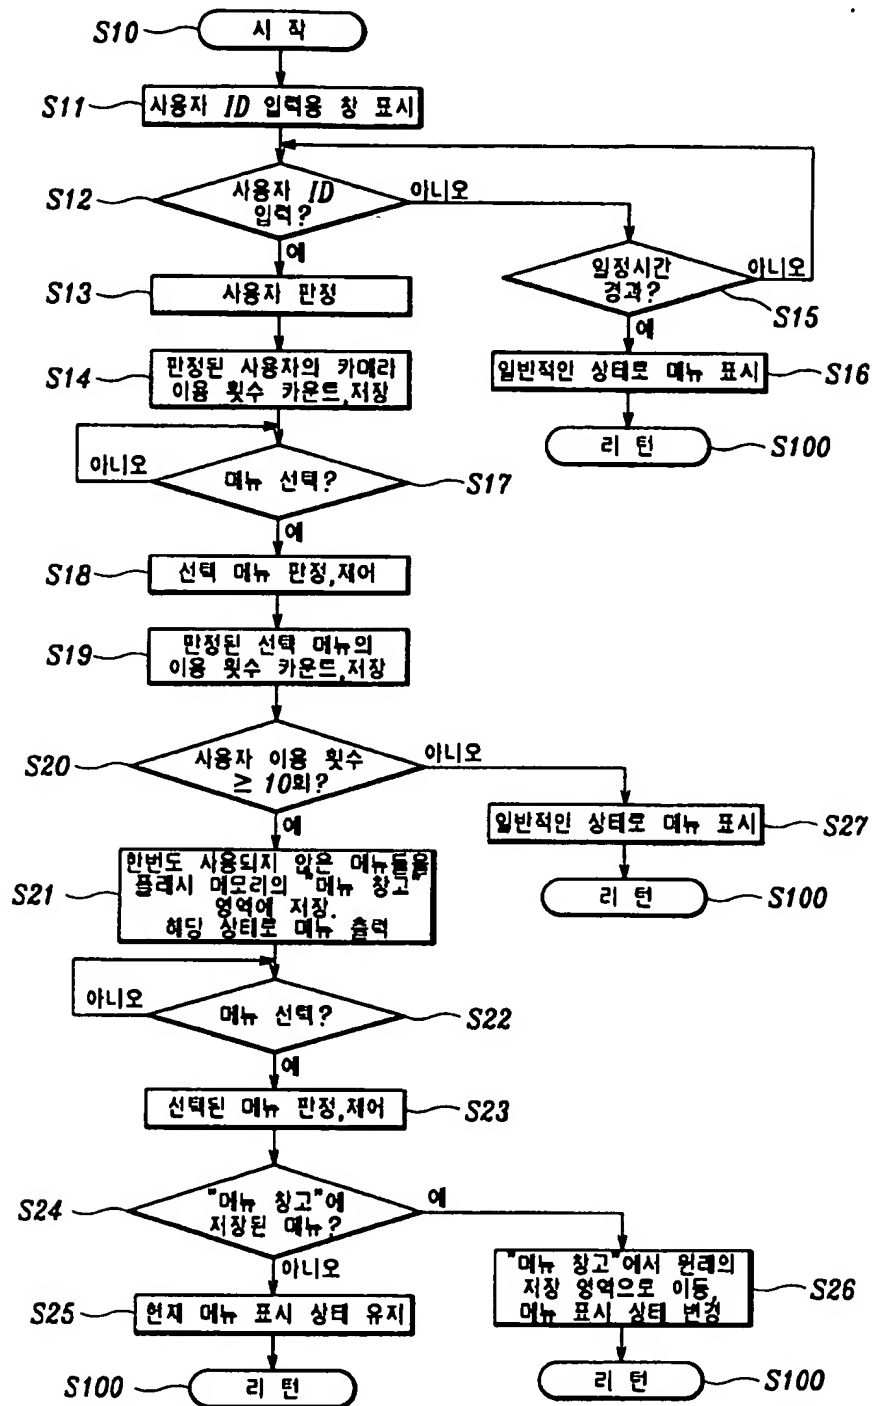 S10
시 작
S11
사용자 ID 입력용 창 표시
S12
사용자 ID
입력?
아니오
예
일정시간
경과?
아니오
S15
예
S13
사용자 판정
S14
판정된 사용자의 카메라
이용 횟수 카운트,저장
일반적인 상태로 메뉴 표시
S16
리 턴
S100
아니오
메뉴 선택?
S17
예
S18
선택 메뉴 판정,제어
S19
판정된 선택 메뉴의
이용 횟수 카운트,저장
S20
사용자 이용 횟수
≥ 10회?
아니오
예
일반적인 상태로 메뉴 표시
S27
리 턴
S100
S21
한번도 사용되지 않은 메뉴들을
플래시 메모리의 "메뉴 창고"
영역에 저장.
해당 상태로 메뉴 출력
아니오
메뉴 선택?
S22
예
선택된 메뉴 판정,제어
S23
S24
"메뉴 창고"에
저장된 메뉴?
예
아니오
"메뉴 창고"에서 원래의
저장 영역으로 이동,
메뉴 표시 상태 변경
S26
S25
현재 메뉴 표시 상태 유지
S100
리 턴
리 턴
S100